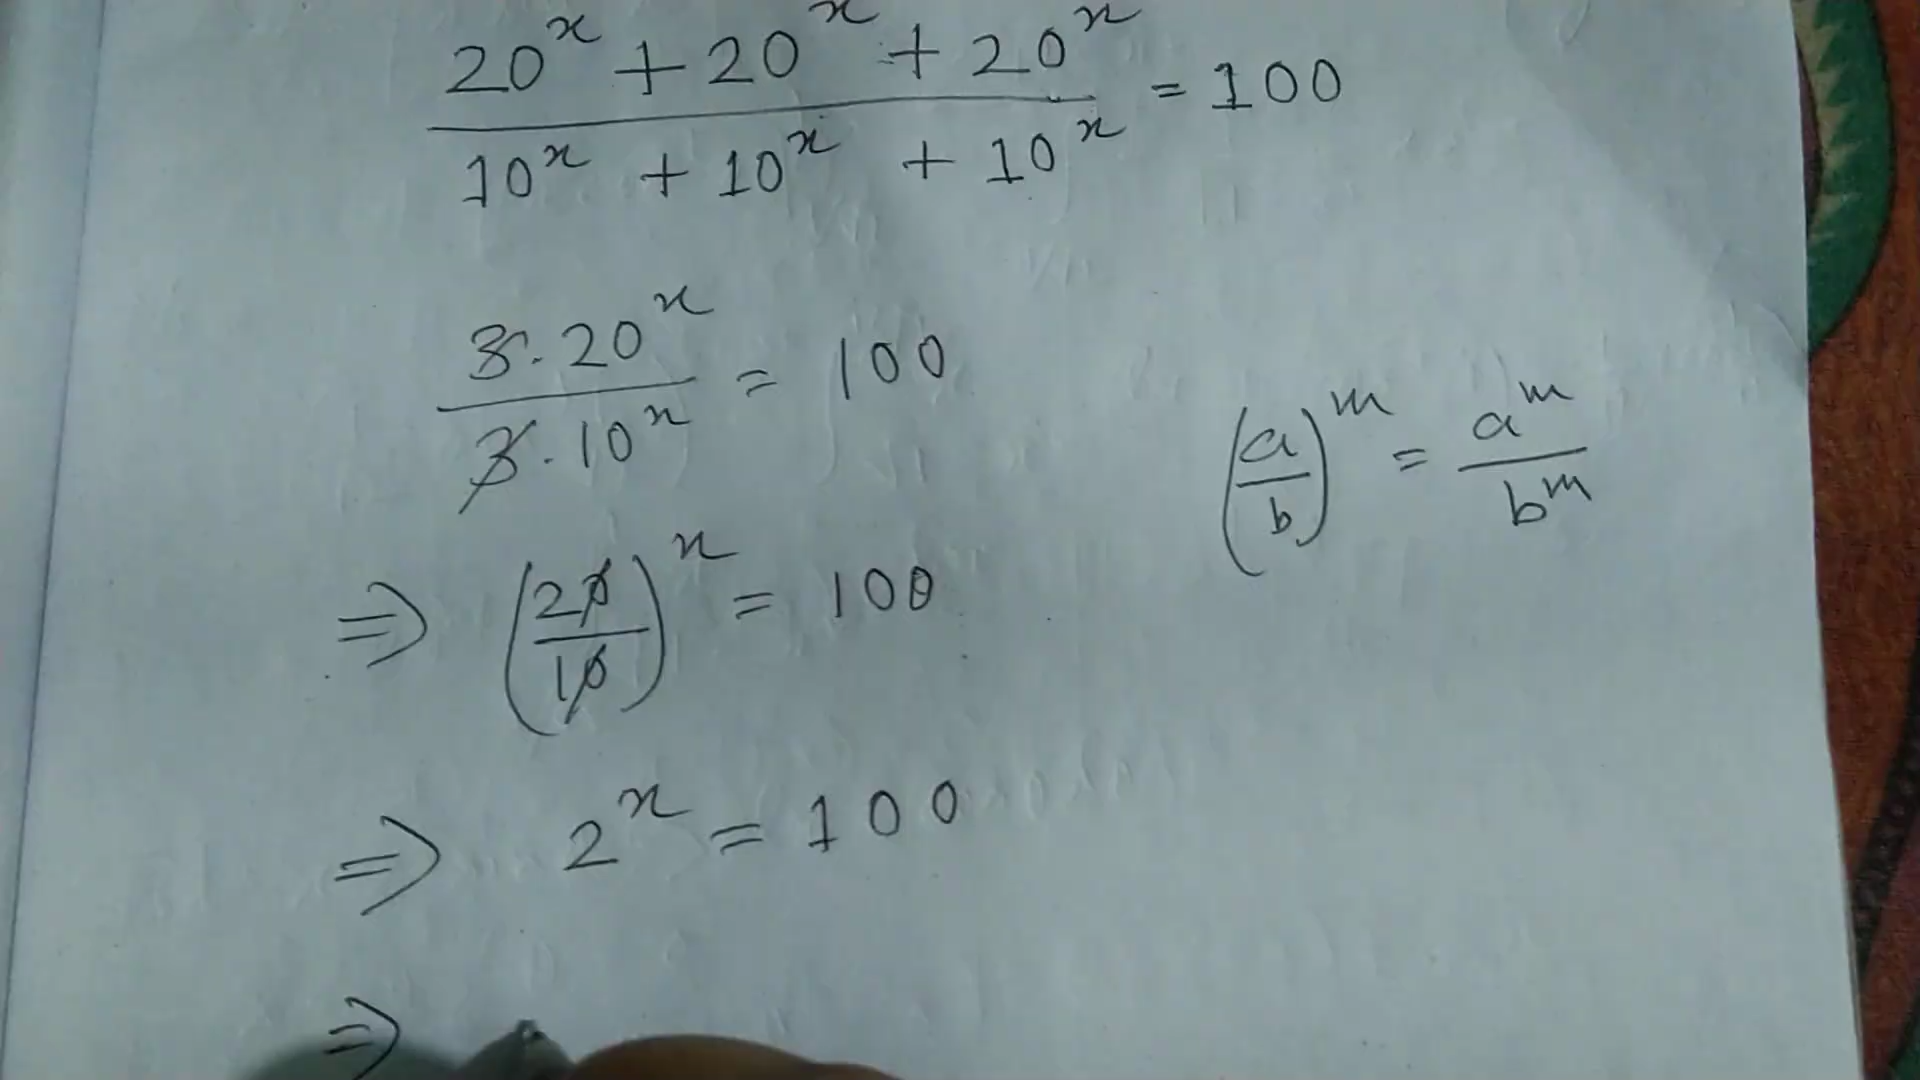 20^x + 20^x + 20^x / 10^x + 10^x + 10^x = 100
3·20^x / 3·10^x = 100
(a/b)^m = a^m / b^m
⇒ (20/10)^x = 100
⇒ 2^x = 100
⇒